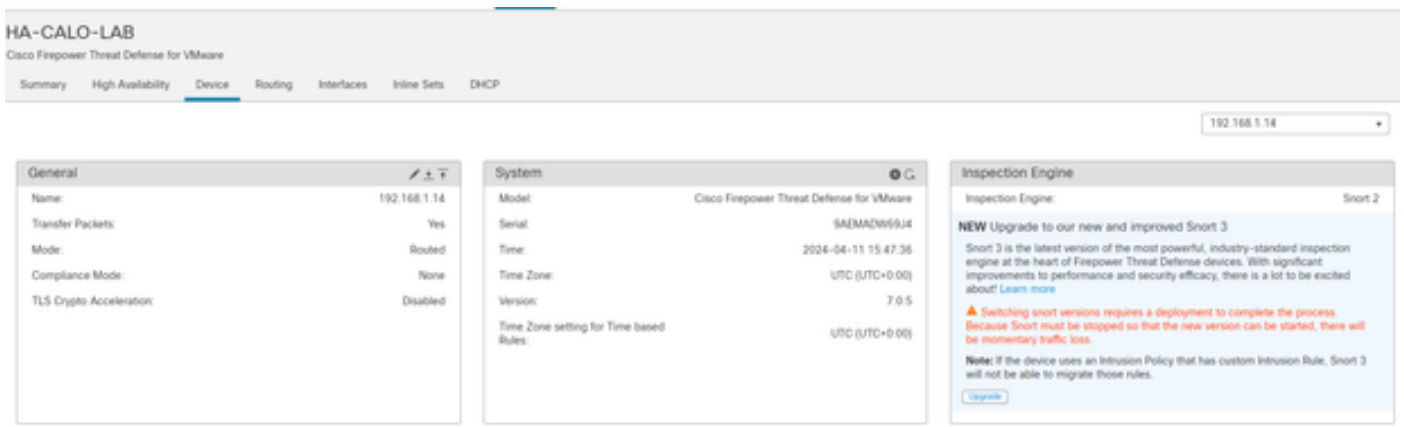 HA-CALO-LAB
Cisco Firepower Threat Defense for VMware
Summary High Availability Device Routing Interfaces Inline Sets DHCP
192.168.1.14
General
Name: 192.168.1.14
Transfer Packets: Yes
Mode: Routed
Compliance Mode: None
TLS Crypto Acceleration: Disabled
System
Model: Cisco Firepower Threat Defense for VMware
Serial:
Time: 2024-04-11 15:47:36
Time Zone: UTC (UTC+0:00)
Version: 7.0.5
Time Zone setting for Time based
Rules: UTC (UTC+0:00)
Inspection Engine
Inspection Engine: Snort 2
NEW Upgrade to our new and improved Snort 3
Snort 3 is the latest version of the most powerful, industry-standard inspection
engine at the heart of Firepower Threat Defense devices. With significant
improvements to performance and security efficacy, there is a lot to be excited
about! Learn more
Switching snort versions requires a deployment to complete the process.
Because Snort must be stopped so that the new version can be started, there will
be momentary traffic loss.
Note: If the device uses an Intrusion Policy that has custom Intrusion Rule, Snort 3
will not be able to migrate those rules.
Upgrade